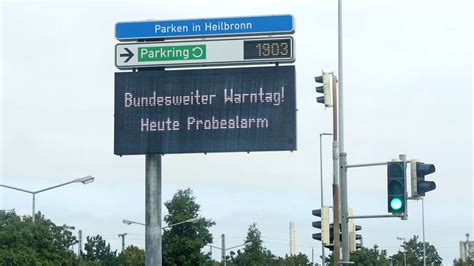 Parken in Heilbronn
Parkring 1903
Bundesweiter Warntag!
Heute Probealarm